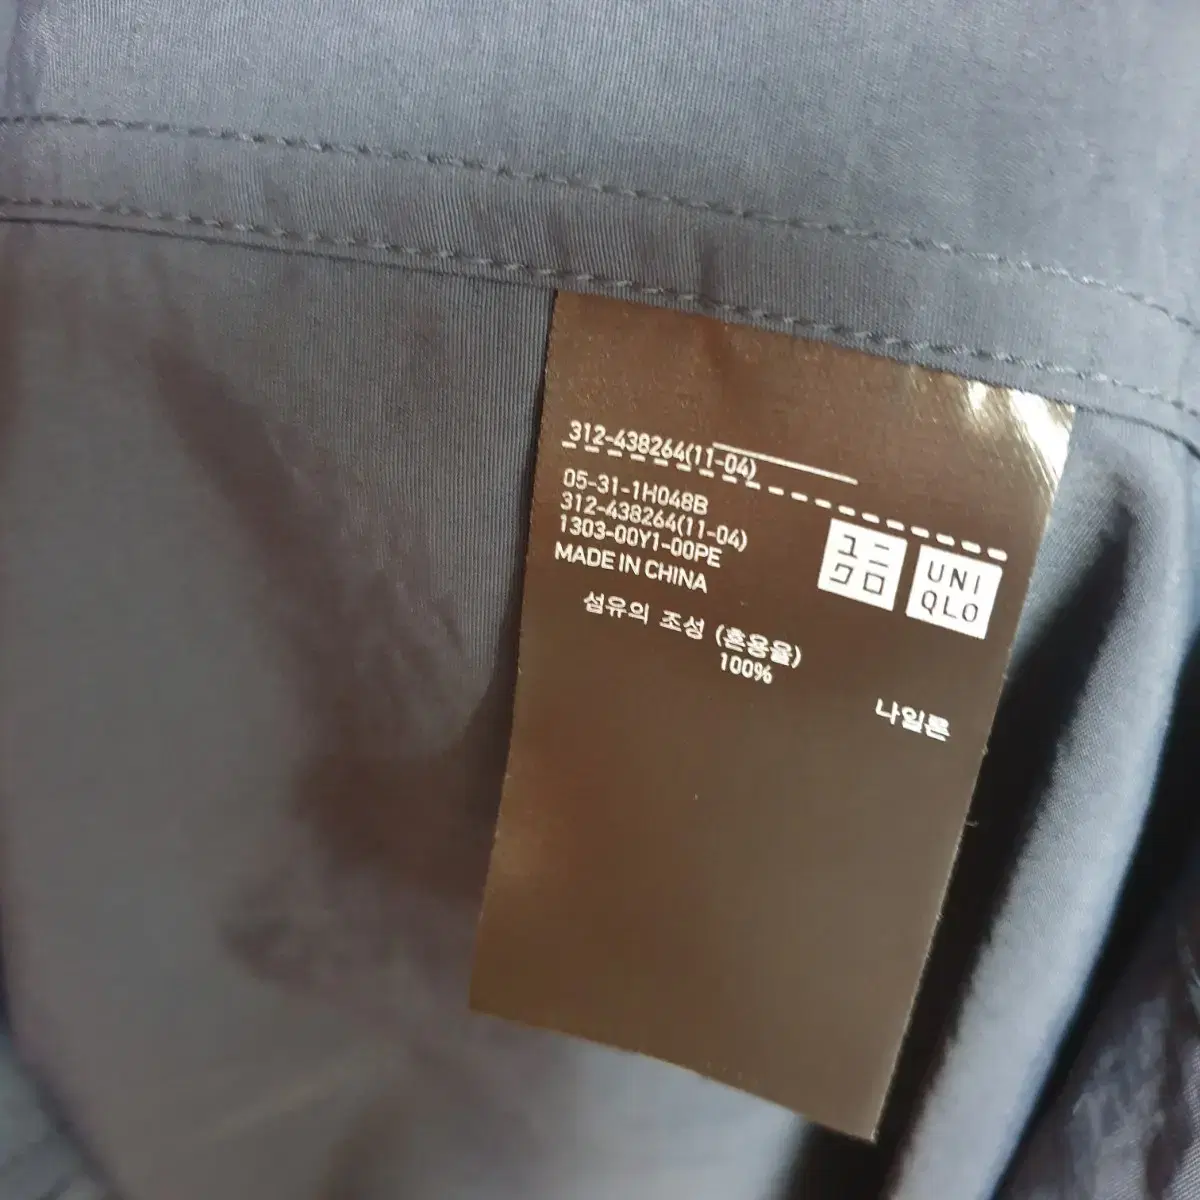 312-438264(11-04)
05-31-1H048B
312-438264(11-04)
1303-00Y1-00PE
MADE IN CHINA
ユニ
クロ
UNI
QLO
섬유의 조성 (혼용율)
100%
나일론